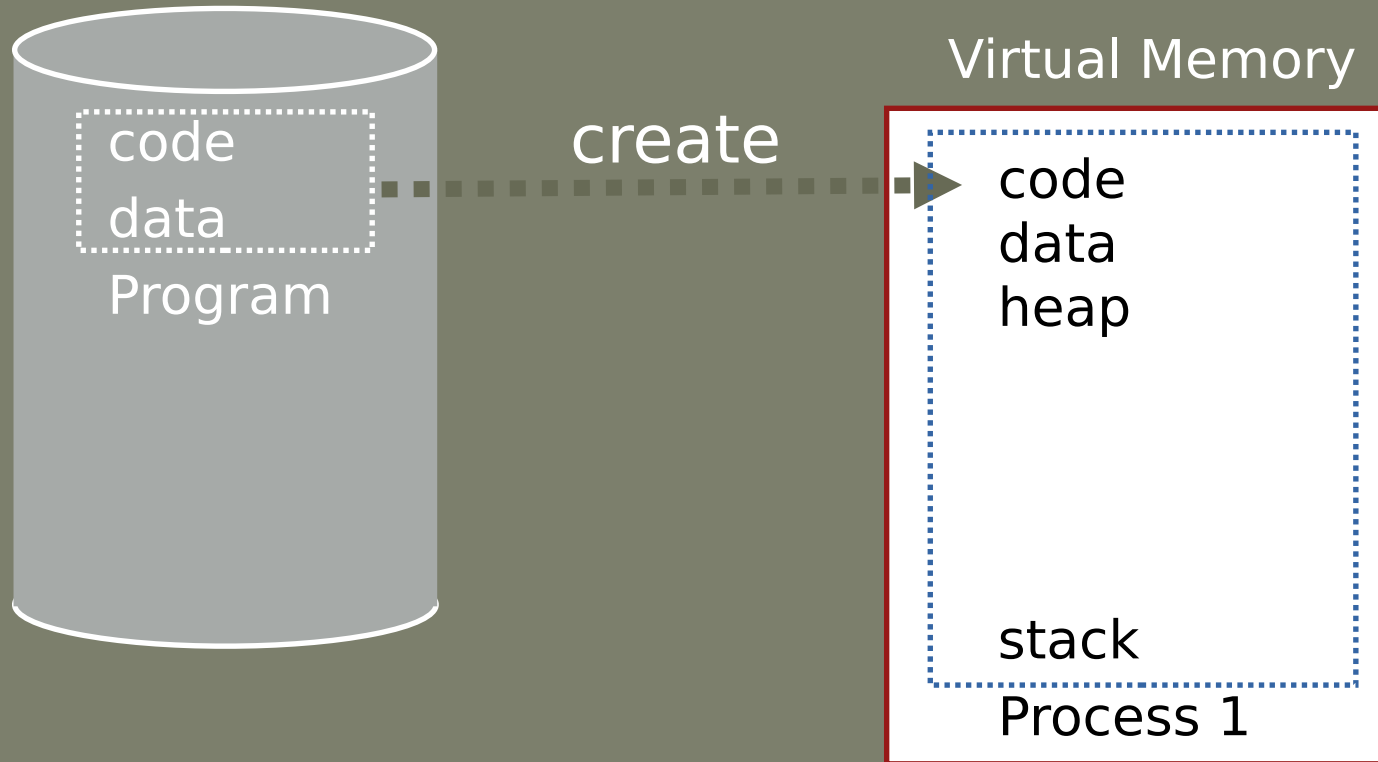 code
data
Program
create
Virtual Memory
code
data
heap
stack
Process 1